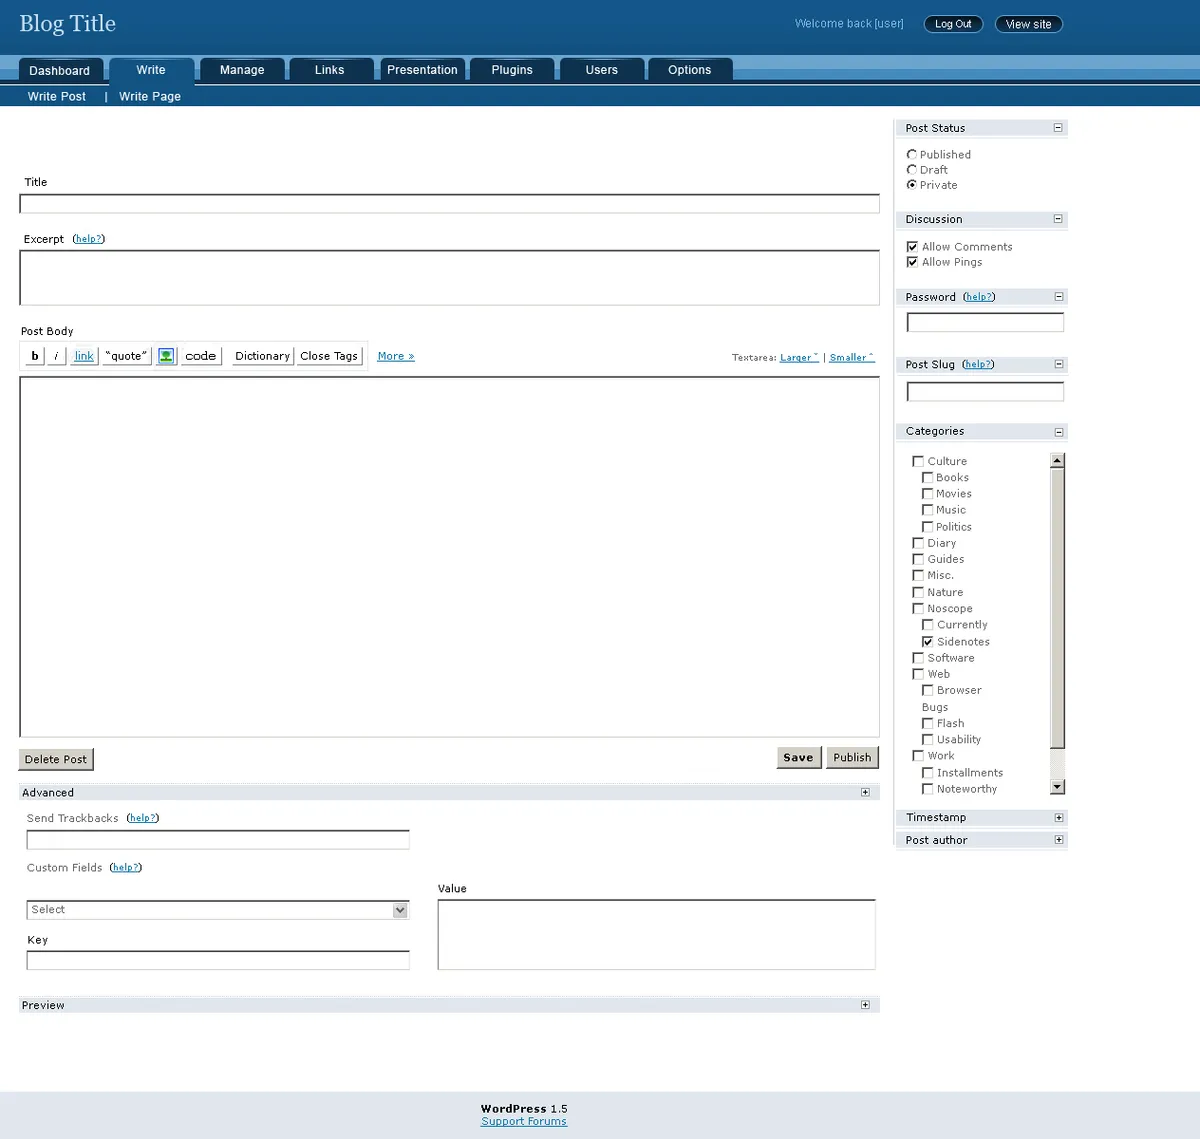 Blog Title
Welcome back [user] Log Out View site
Dashboard Write Manage Links Presentation Plugins Users Options
Write Post | Write Page
Title
Excerpt (help?)
Post Body
b i link “quote” code Dictionary Close Tags More »
Textarea: Larger ˇ | Smaller ˆ
Delete Post Save Publish
Advanced
Send Trackbacks (help?)
Custom Fields (help?)
Select
Key
Value
Preview
Post Status
Published
Draft
Private
Discussion
Allow Comments
Allow Pings
Password (help?)
Post Slug (help?)
Categories
Culture
Books
Movies
Music
Politics
Diary
Guides
Misc.
Nature
Noscope
Currently
Sidenotes
Software
Web
Browser
Bugs
Flash
Usability
Work
Installments
Noteworthy
Timestamp
Post author
WordPress 1.5
Support Forums